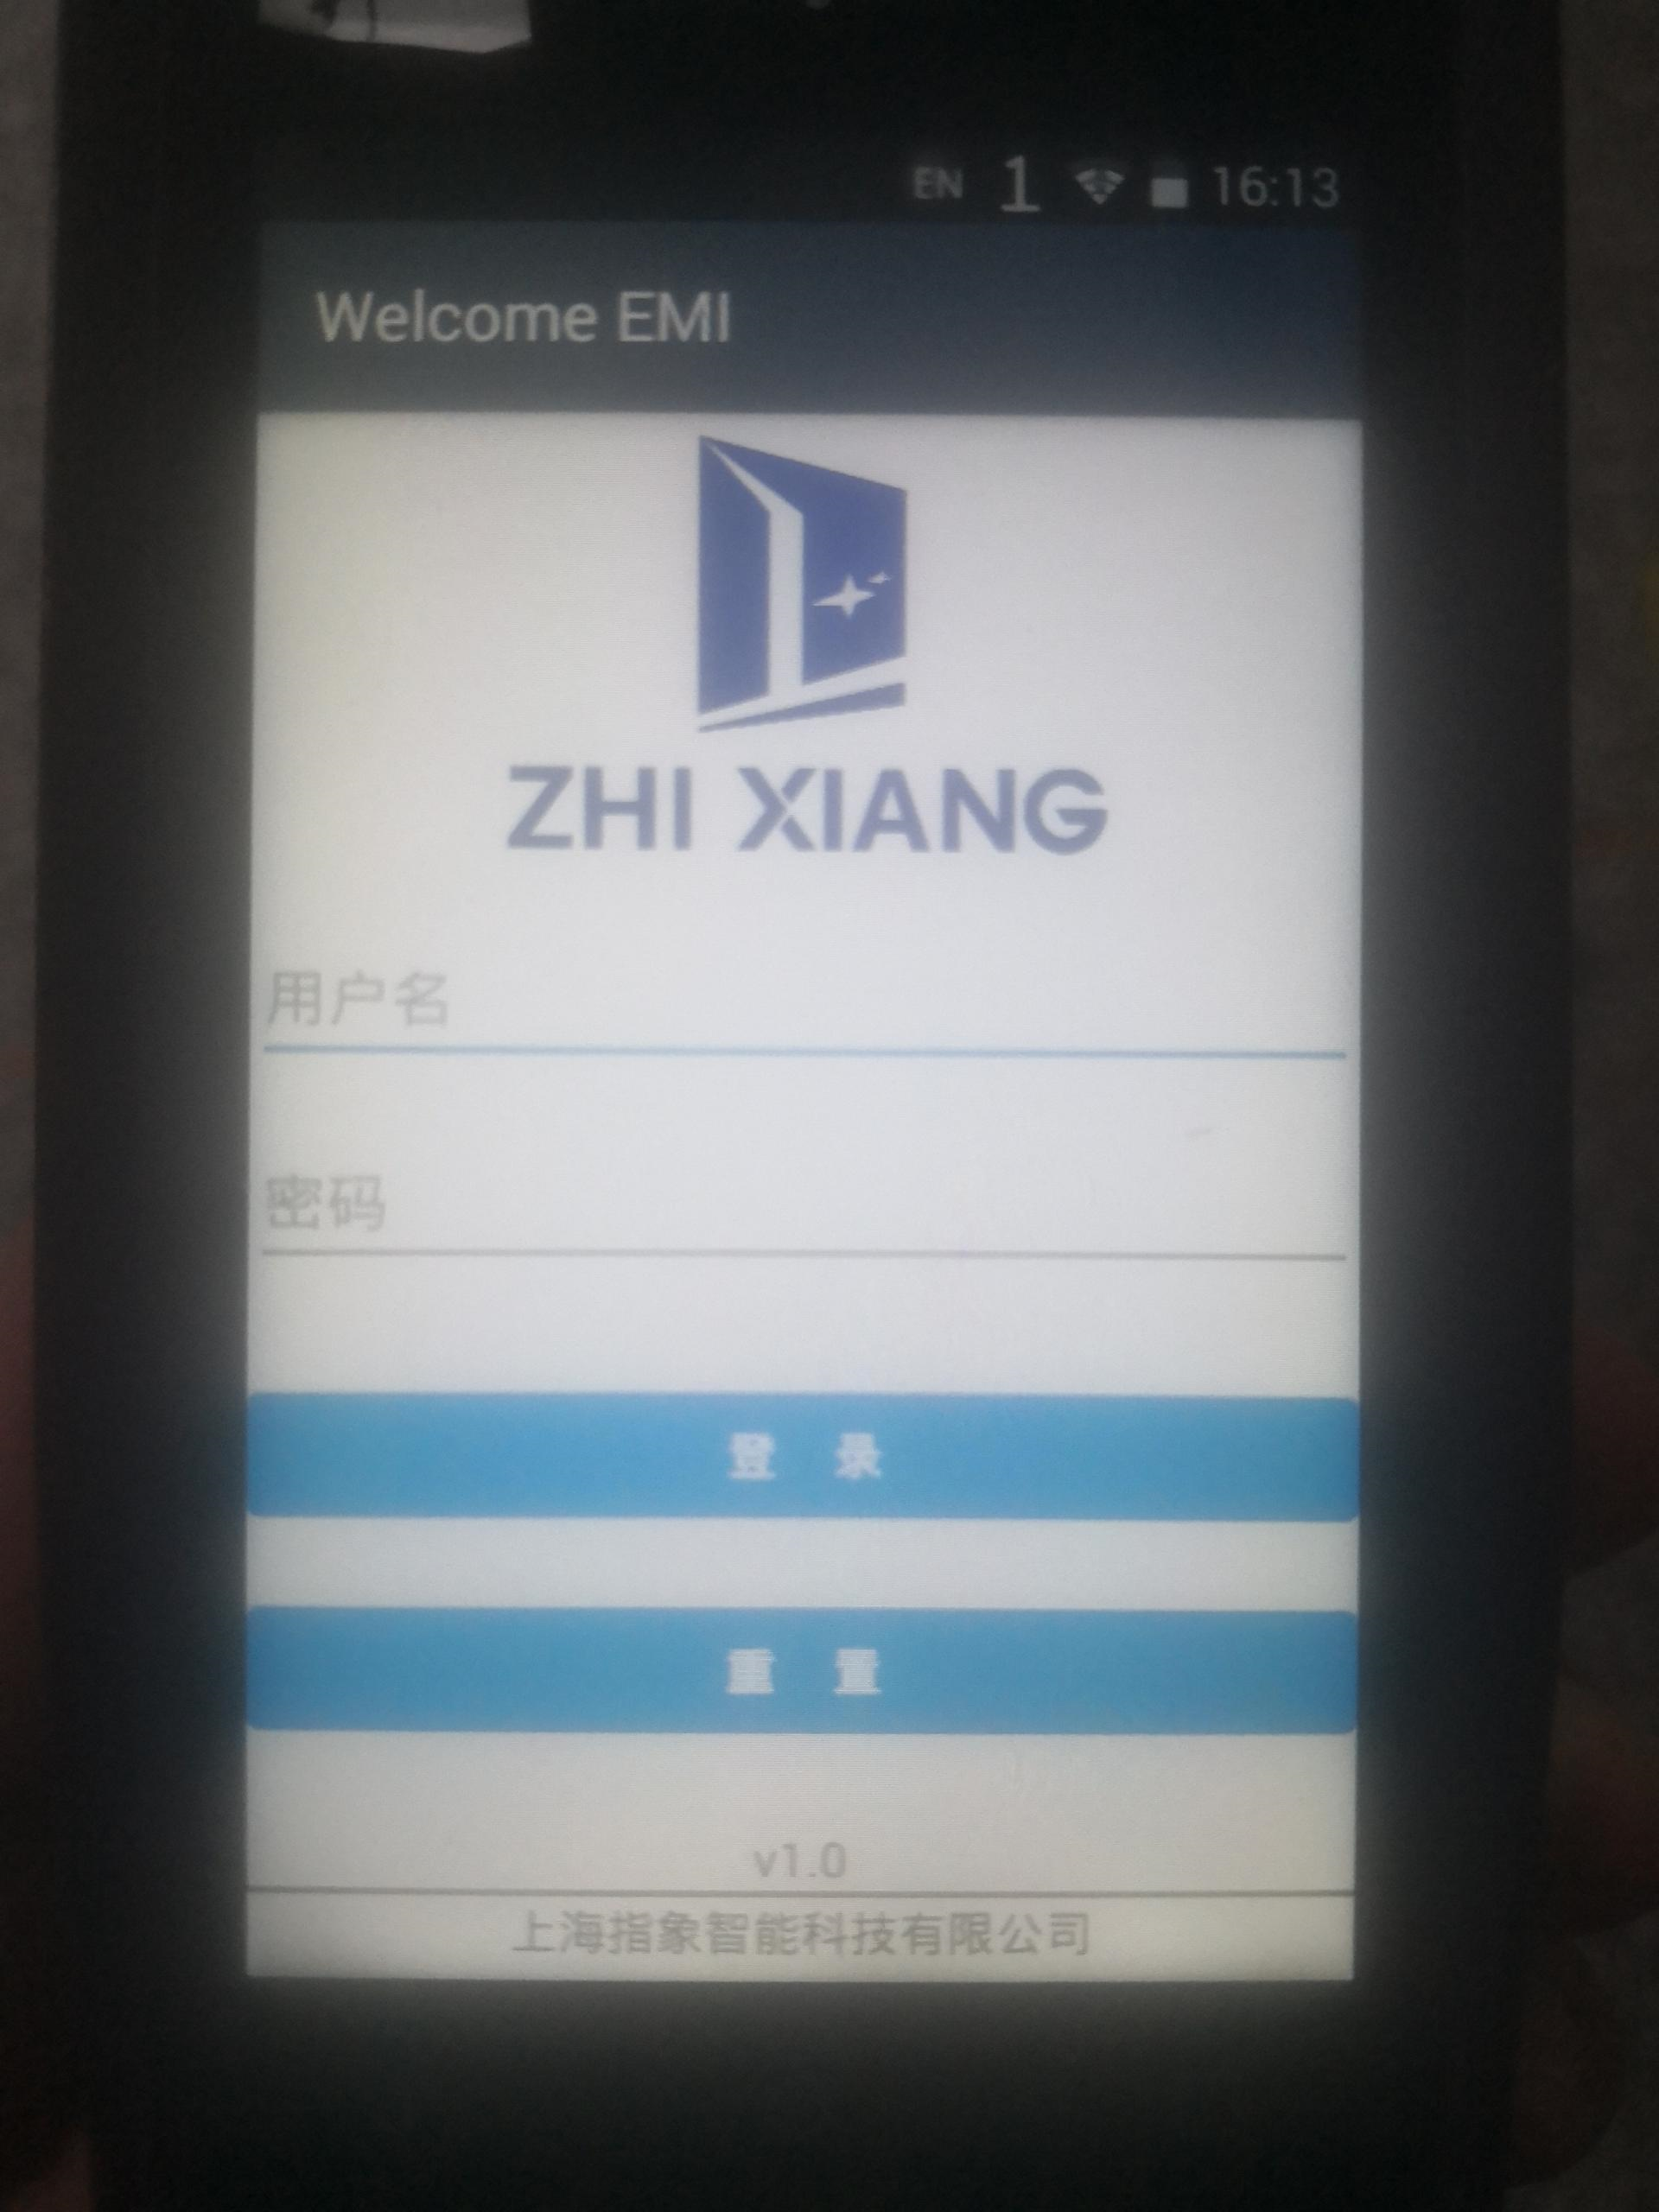 EN 1 16:13
Welcome EMI
ZHI XIANG
用户名
密码
登 录
重 置
v1.0
上海指象智能科技有限公司